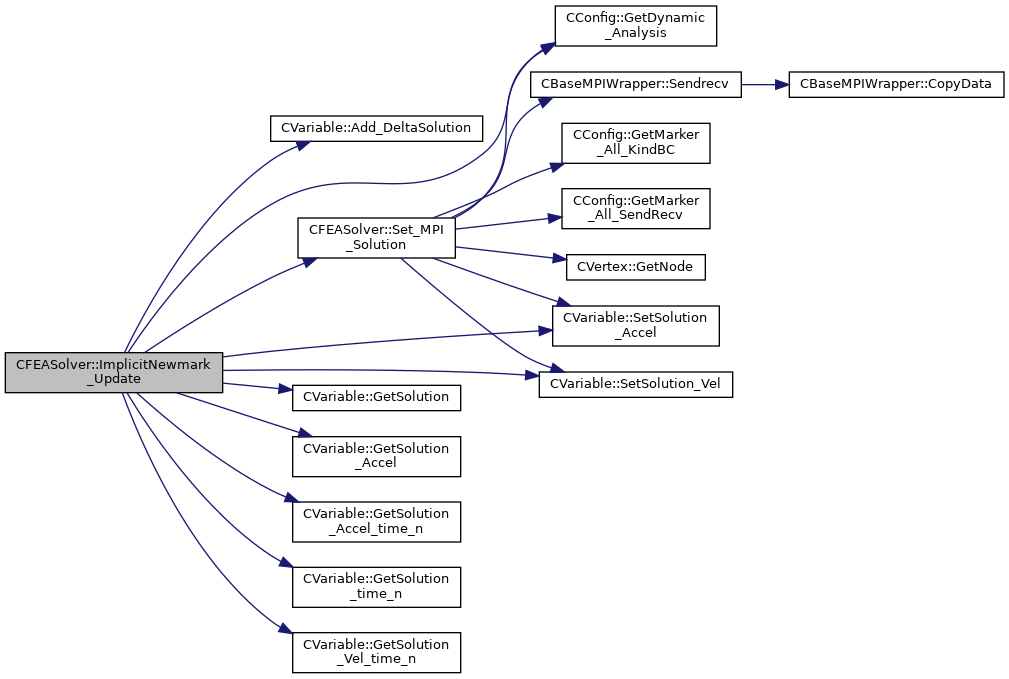 CConfig::GetDynamic
_Analysis
CBaseMPIWrapper::Sendrecv
CBaseMPIWrapper::CopyData
CVariable::Add_DeltaSolution
CConfig::GetMarker
_All_KindBC
CConfig::GetMarker
_All_SendRecv
CFEASolver::Set_MPI
_Solution
CVertex::GetNode
CVariable::SetSolution
_Accel
CFEASolver::ImplicitNewmark
_Update
CVariable::SetSolution_Vel
CVariable::GetSolution
CVariable::GetSolution
_Accel
CVariable::GetSolution
_Accel_time_n
CVariable::GetSolution
_time_n
CVariable::GetSolution
_Vel_time_n